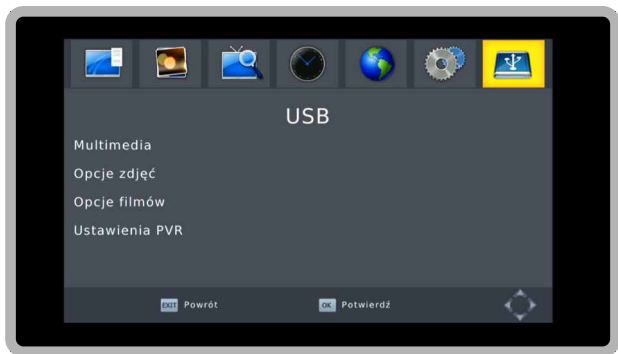 USB
Multimedia
Opcje zdjęć
Opcje filmów
Ustawienia PVR
EXIT Powrót OK Potwierdź